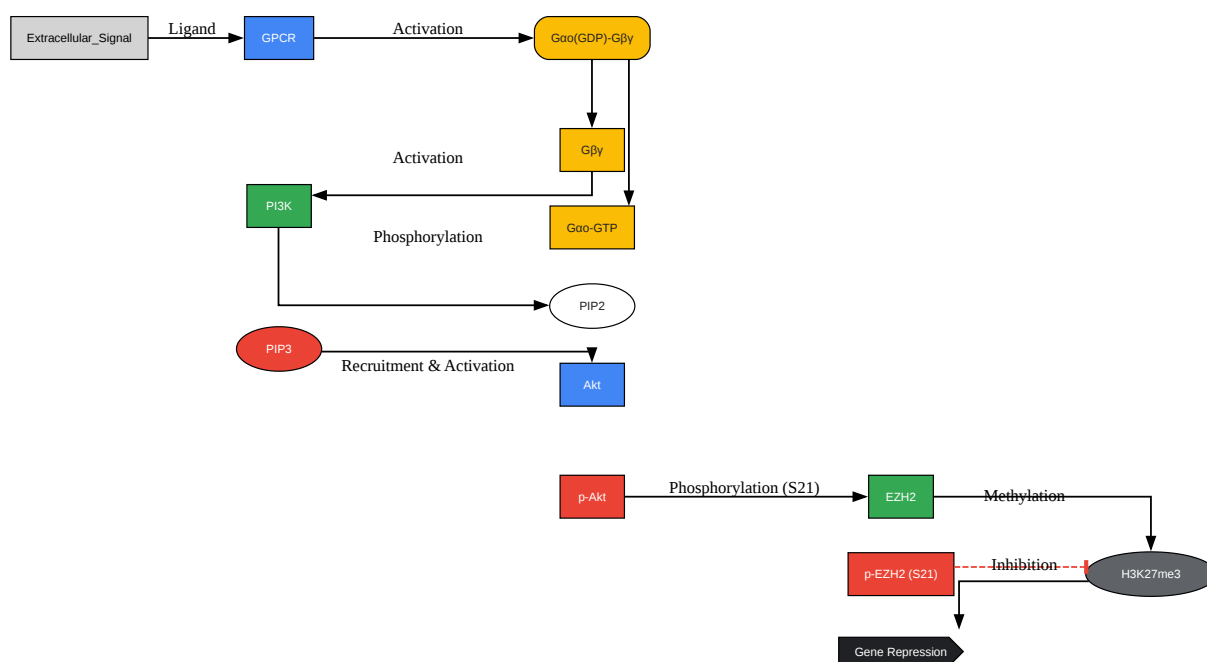 Extracellular_Signal
Ligand
GPCR
Activation
Gαo(GDP)-Gβγ
Gβγ
Activation
PI3K
Phosphorylation
Gαo-GTP
PIP2
PIP3
Recruitment & Activation
Akt
p-Akt
Phosphorylation (S21)
EZH2
Methylation
p-EZH2 (S21)
Inhibition
H3K27me3
Gene Repression